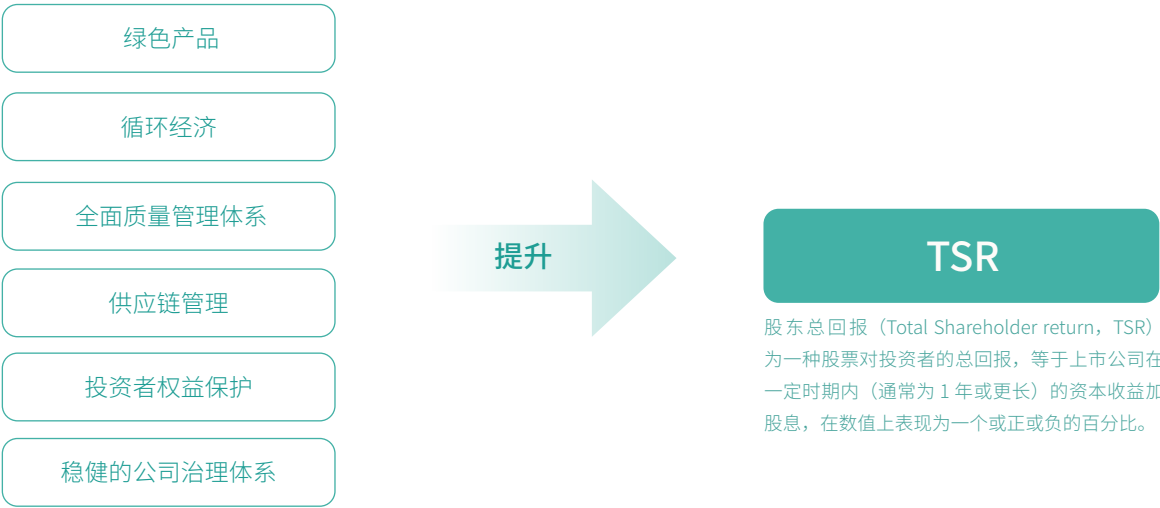 绿色产品
循环经济
全面质量管理体系
供应链管理
投资者权益保护
稳健的公司治理体系
提升
TSR
股东总回报（Total Shareholder return，TSR）
为一种股票对投资者的总回报，等于上市公司在
一定时期内（通常为 1 年或更长）的资本收益加
股息，在数值上表现为一个或正或负的百分比。